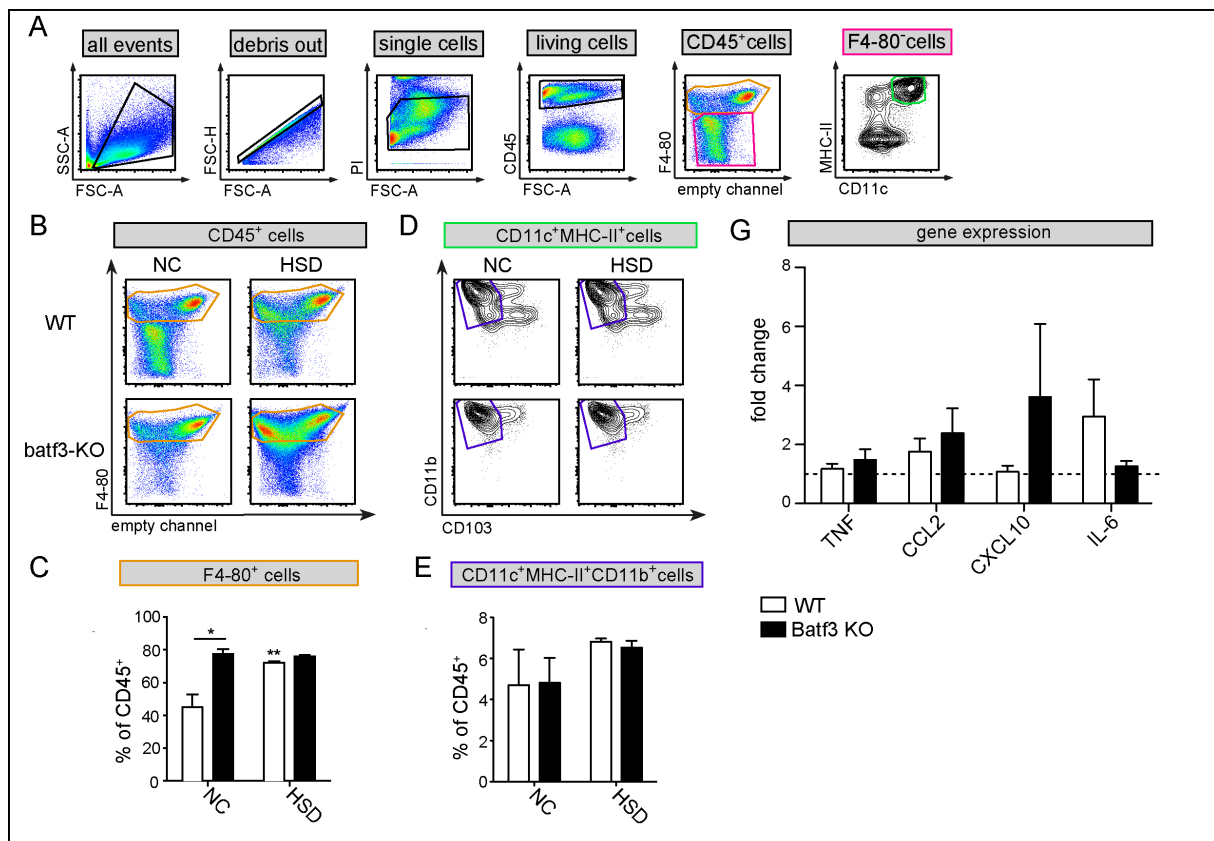 A
all events
debris out
single cells
living cells
CD45+cells
F4-80-cells
SSC-A
FSC-A
FSC-H
FSC-A
PI
FSC-A
CD45
FSC-A
F4-80
empty channel
MHC-II
CD11c
B
CD45+ cells
NC HSD
WT
batf3-KO
F4-80
empty channel
D
CD11c+MHC-II+cells
NC HSD
CD11b
CD103
G
gene expression
fold change
8
6
4
2
0
TNF
CCL2
CXCL10
IL-6
WT
Batf3 KO
C
F4-80+ cells
% of CD45+
100
80
60
40
20
0
*
**
NC
HSD
E
CD11c+MHC-II+CD11b+cells
% of CD45+
8
6
4
2
0
NC
HSD